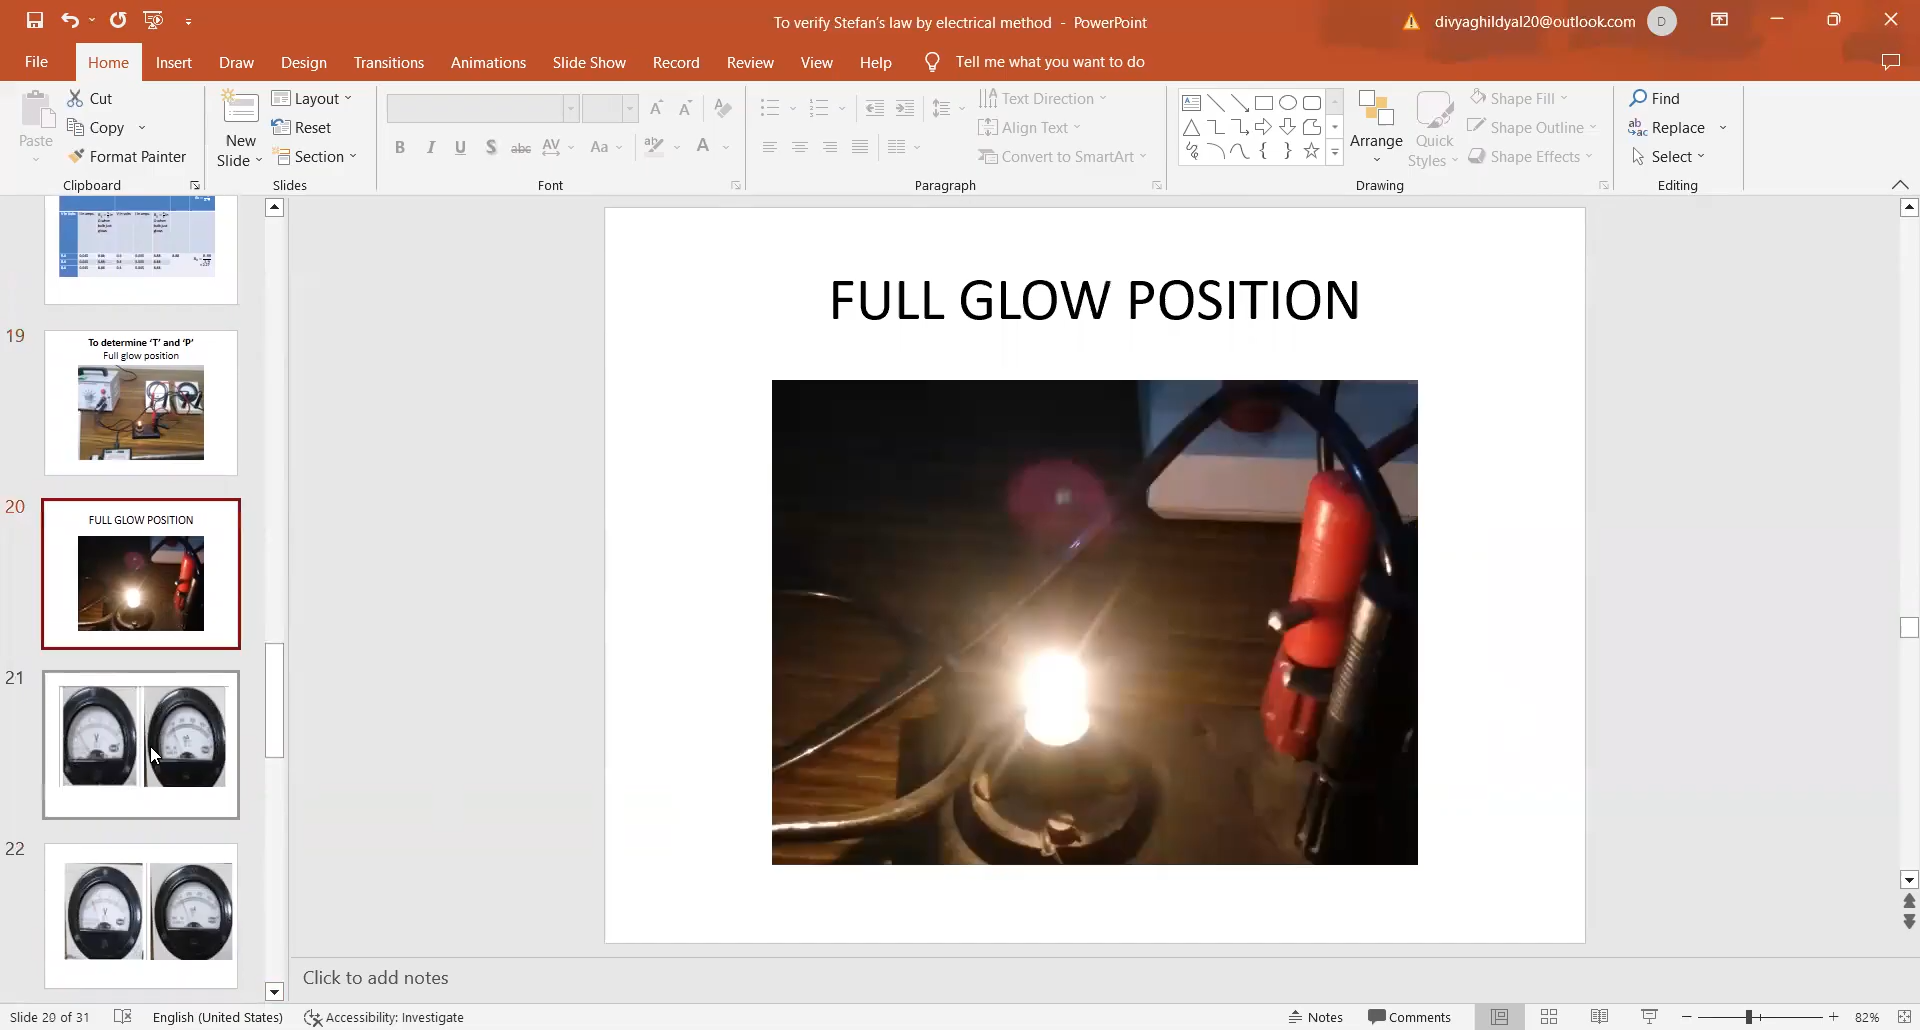 To verify Stefan's law by electrical method - PowerPoint
divyaghildyal20@outlook.com
D
File
Home
Insert
Draw
Design
Transitions
Animations
Slide Show
Record
Review
View
Help
Tell me what you want to do
Paste
Cut
Copy
Format Painter
Clipboard
New
Slide
Layout
Reset
Section
Slides
B I U S abc AV Aa A
Font
Text Direction
Align Text
Convert to SmartArt
Paragraph
Arrange
Quick
Styles
Shape Fill
Shape Outline
Shape Effects
Drawing
Find
Replace
Select
Editing
19
To determine 'T' and 'P'
Full glow position
20
FULL GLOW POSITION
21
V
22
V
FULL GLOW POSITION
Click to add notes
Slide 20 of 31
English (United States)
Accessibility: Investigate
Notes
Comments
82%